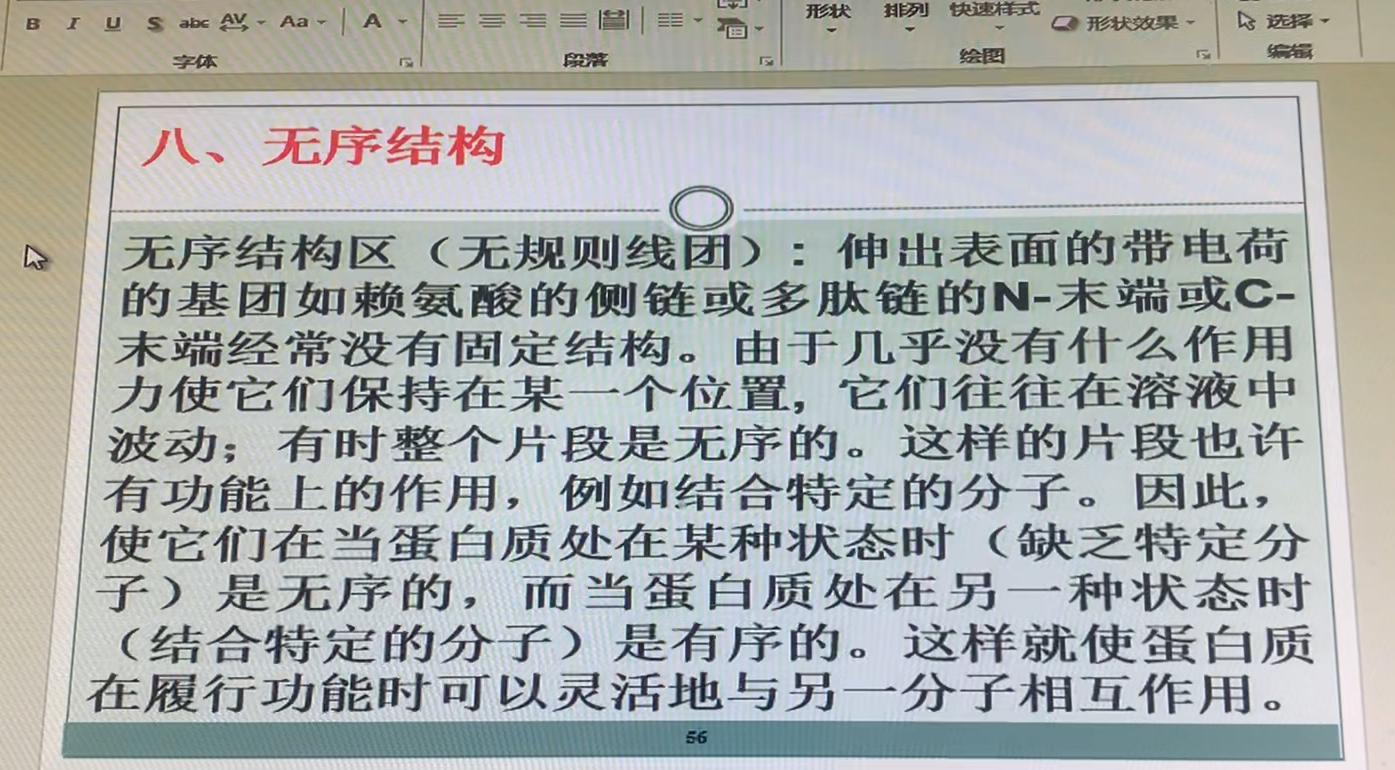 B I U S abc AV Aa A
形状 排列 快速样式
形状效果
选择
字体 段落 绘图 编辑
八、无序结构
无序结构区（无规则线团）：伸出表面的带电荷
的基团如赖氨酸的侧链或多肽链的N-末端或C-
末端经常没有固定结构。由于几乎没有什么作用
力使它们保持在某一个位置，它们往往在溶液中
波动；有时整个片段是无序的。这样的片段也许
有功能上的作用，例如结合特定的分子。因此，
使它们在当蛋白质处在某种状态时（缺乏特定分
子）是无序的，而当蛋白质处在另一种状态时
（结合特定的分子）是有序的。这样就使蛋白质
在履行功能时可以灵活地与另一分子相互作用。
56